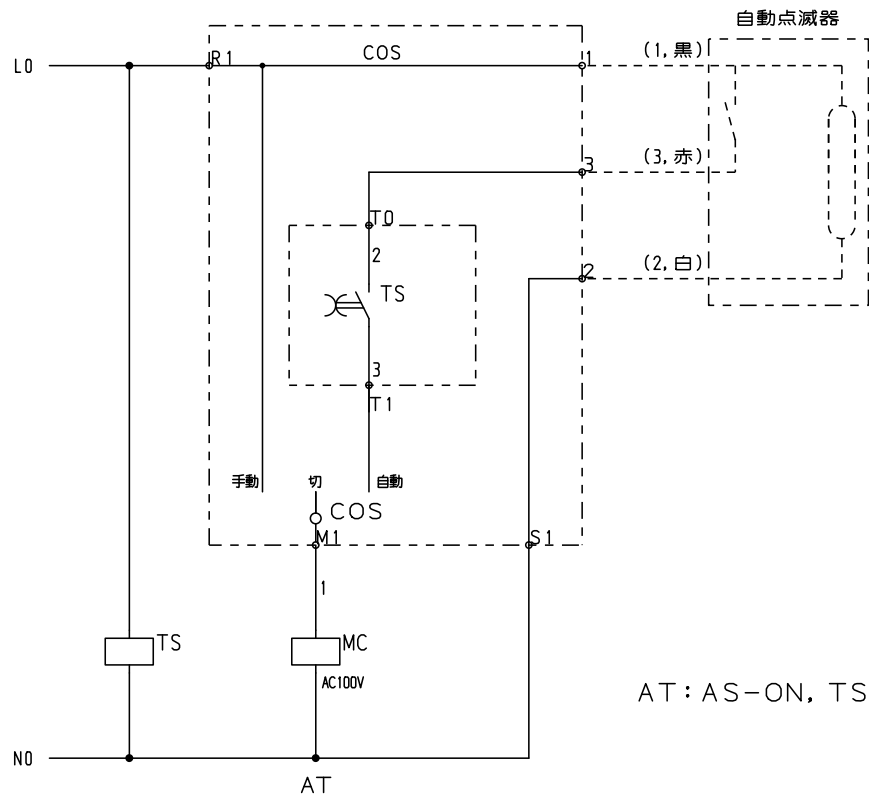 自動点滅器
L0 R1 COS 1 (1,黒)
3 (3,赤)
T0
2
2 (2,白)
TS
3
T1
手動 切 自動
COS
M1 S1
1
TS MC
AC100V
AT:AS-ON, TS
N0
AT